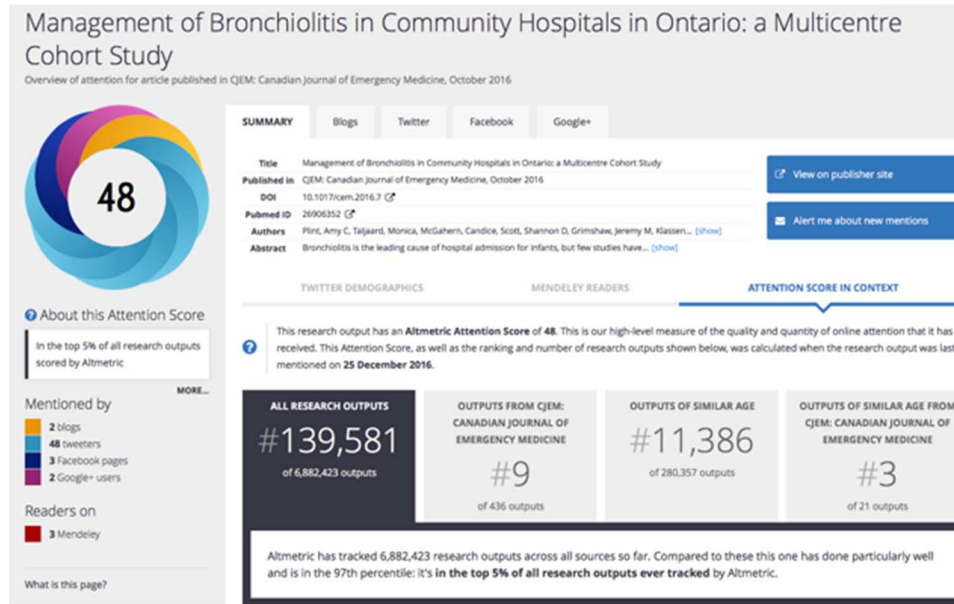 Management of Bronchiolitis in Community Hospitals in Ontario: a Multicentre
Cohort Study
Overview of attention for article published in CJEM: Canadian Journal of Emergency Medicine, October 2016
48
About this Attention Score
In the top 5% of all research outputs
scored by Altmetric
MORE...
Mentioned by
2 blogs
48 tweeters
3 Facebook pages
2 Google+ users
Readers on
3 Mendeley
What is this page?
SUMMARY Blogs Twitter Facebook Google+
Title Management of Bronchiolitis in Community Hospitals in Ontario: a Multicentre Cohort Study
Published in CJEM: Canadian Journal of Emergency Medicine, October 2016
DOI 10.1017/cem.2016.7
Pubmed ID 26906352
Authors Plint, Amy C, Taljaard, Monica, McGahern, Candice, Scott, Shannon D, Grimshaw, Jeremy M, Klassen... [show]
Abstract Bronchiolitis is the leading cause of hospital admission for infants, but few studies have... [show]
View on publisher site
Alert me about new mentions
TWITTER DEMOGRAPHICS MENDELEY READERS ATTENTION SCORE IN CONTEXT
This research output has an Altmetric Attention Score of 48. This is our high-level measure of the quality and quantity of online attention that it has
received. This Attention Score, as well as the ranking and number of research outputs shown below, was calculated when the research output was last
mentioned on 25 December 2016.
ALL RESEARCH OUTPUTS
#139,581
of 6,882,423 outputs
OUTPUTS FROM CJEM:
CANADIAN JOURNAL OF
EMERGENCY MEDICINE
#9
of 436 outputs
OUTPUTS OF SIMILAR AGE
#11,386
of 280,357 outputs
OUTPUTS OF SIMILAR AGE FROM
CJEM: CANADIAN JOURNAL OF
EMERGENCY MEDICINE
#3
of 21 outputs
Altmetric has tracked 6,882,423 research outputs across all sources so far. Compared to these this one has done particularly well
and is in the 97th percentile: it's in the top 5% of all research outputs ever tracked by Altmetric.